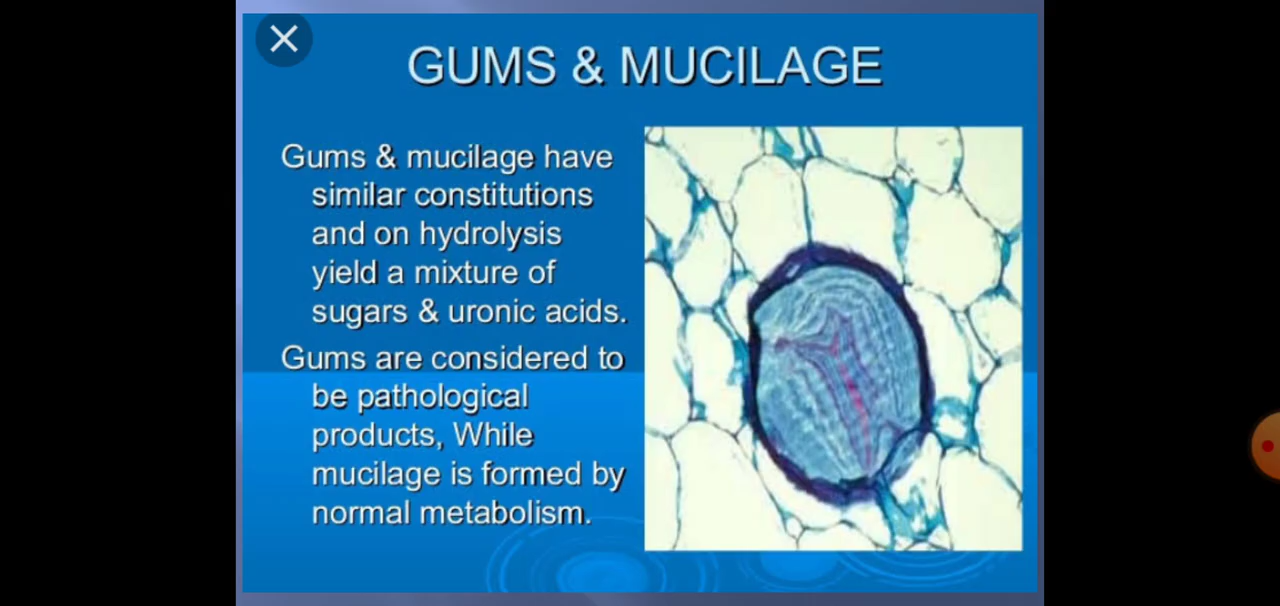 GUMS & MUCILAGE
Gums & mucilage have
similar constitutions
and on hydrolysis
yield a mixture of
sugars & uronic acids.
Gums are considered to
be pathological
products, While
mucilage is formed by
normal metabolism.